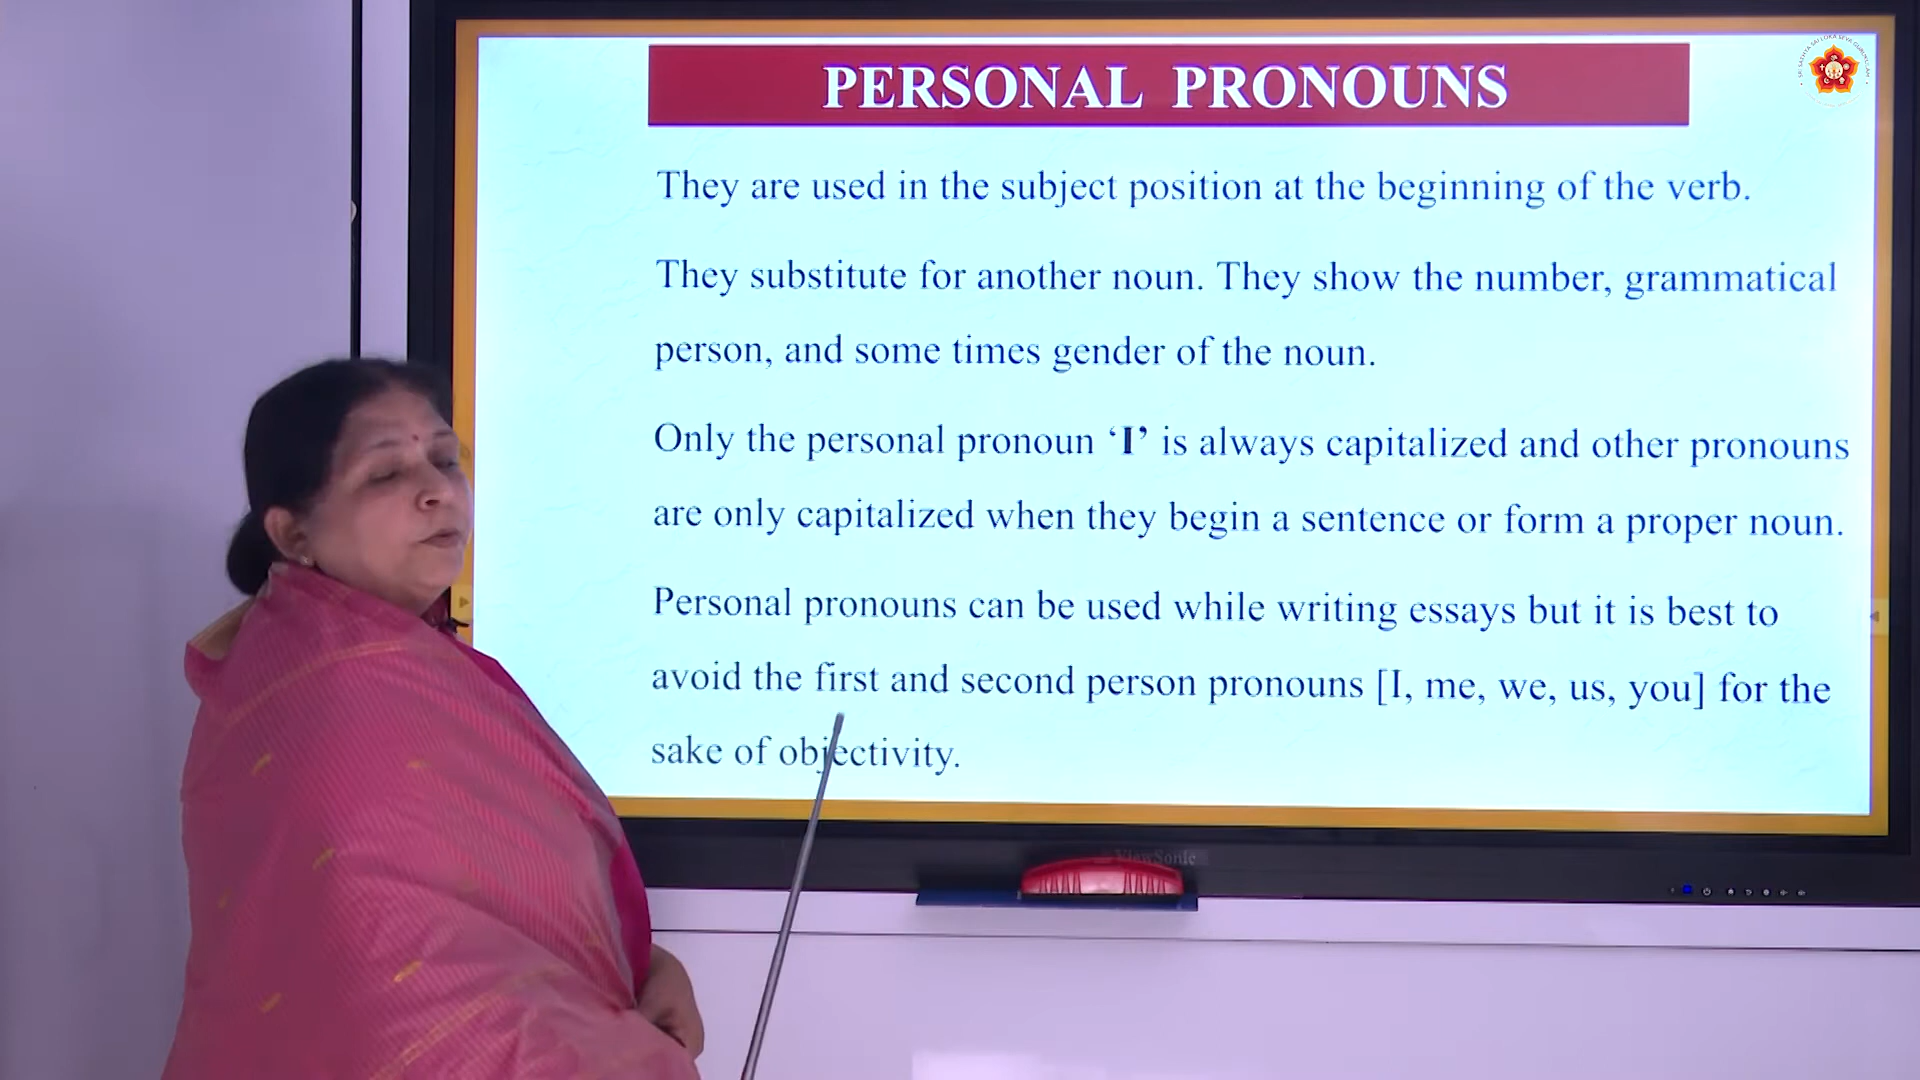 PERSONAL PRONOUNS
They are used in the subject position at the beginning of the verb.
They substitute for another noun. They show the number, grammatical
person, and some times gender of the noun.
Only the personal pronoun ‘I’ is always capitalized and other pronouns
are only capitalized when they begin a sentence or form a proper noun.
Personal pronouns can be used while writing essays but it is best to
avoid the first and second person pronouns [I, me, we, us, you] for the
sake of objectivity.
ViewSonic